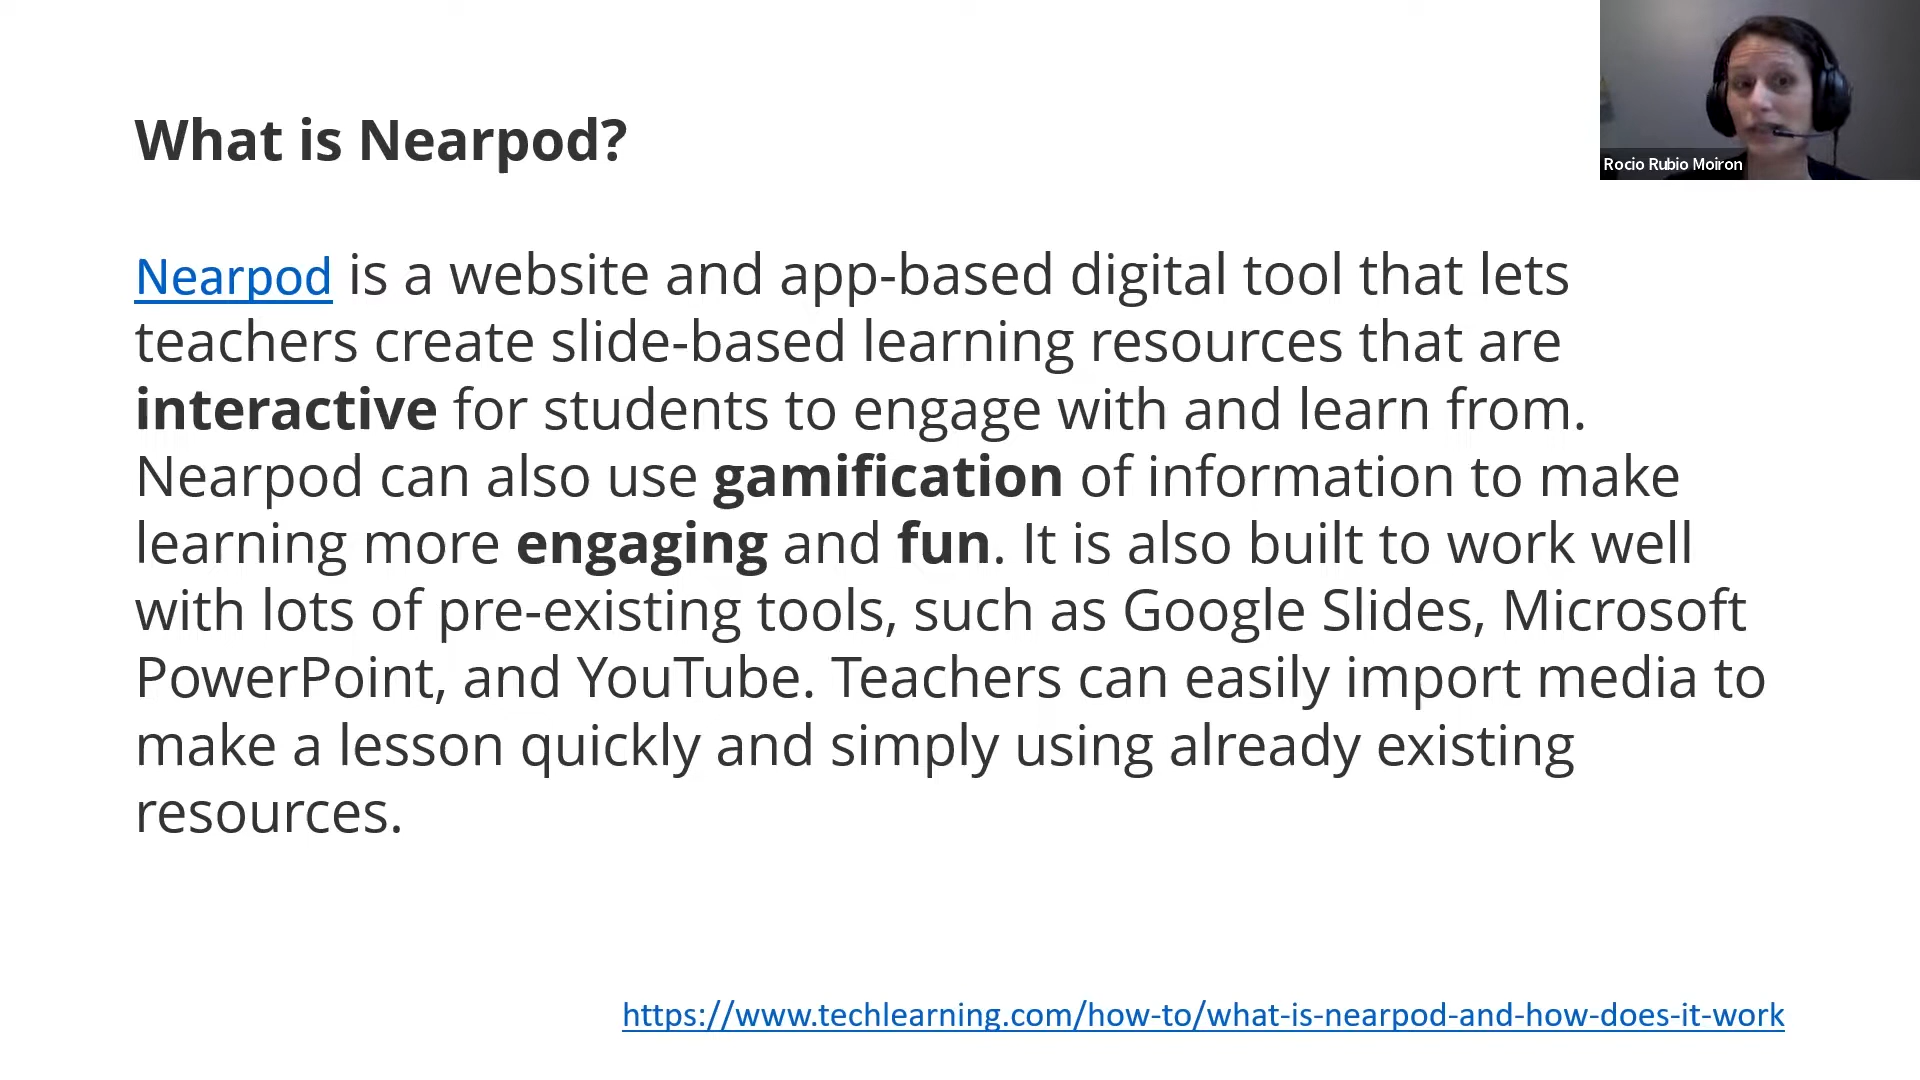 What is Nearpod?
Rocio Rubio Moiron
Nearpod is a website and app-based digital tool that lets
teachers create slide-based learning resources that are
interactive for students to engage with and learn from.
Nearpod can also use gamification of information to make
learning more engaging and fun. It is also built to work well
with lots of pre-existing tools, such as Google Slides, Microsoft
PowerPoint, and YouTube. Teachers can easily import media to
make a lesson quickly and simply using already existing
resources.
https://www.techlearning.com/how-to/what-is-nearpod-and-how-does-it-work